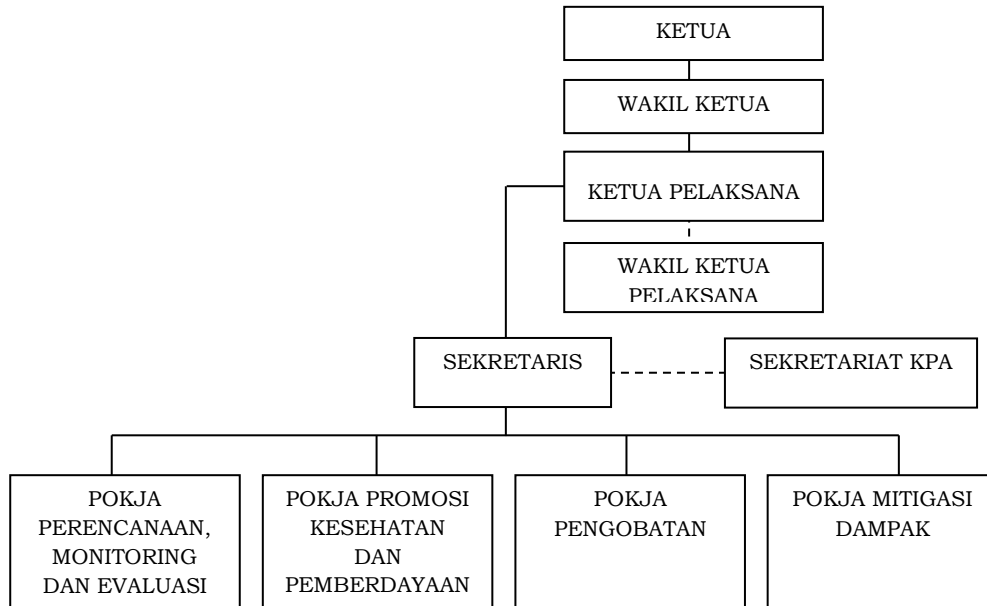 KETUA
WAKIL KETUA
KETUA PELAKSANA
WAKIL KETUA
PELAKSANA
SEKRETARIS
SEKRETARIAT KPA
POKJA
PERENCANAAN,
MONITORING
DAN EVALUASI
POKJA PROMOSI
KESEHATAN
DAN
PEMBERDAYAAN
POKJA
PENGOBATAN
POKJA MITIGASI
DAMPAK